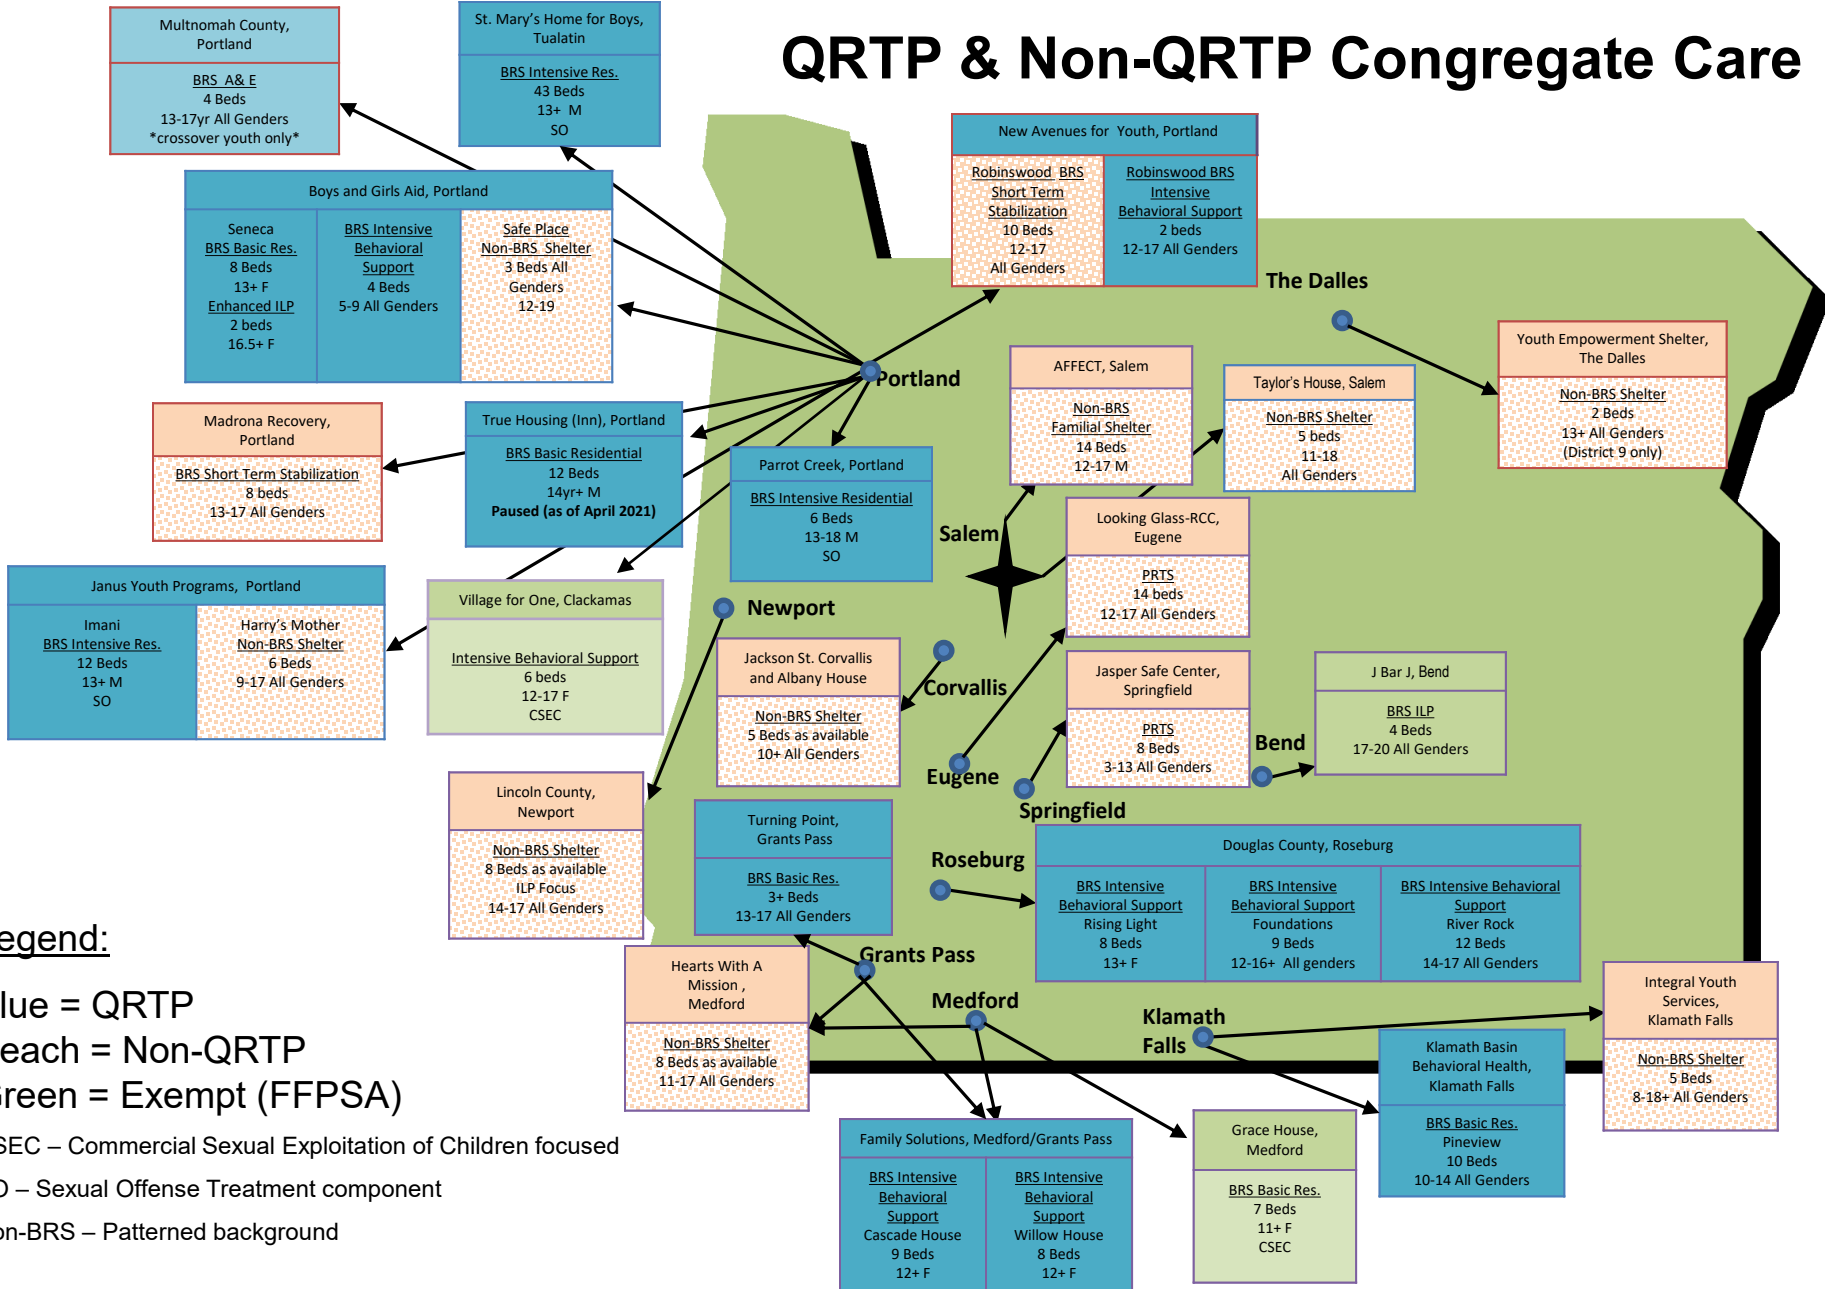 QRTP & Non-QRTP Congregate Care
Multnomah County,
Portland
BRS A& E
4 Beds
13-17yr All Genders
*crossover youth only*
St. Mary's Home for Boys,
Tualatin
BRS Intensive Res.
43 Beds
13+ M
SO
Boys and Girls Aid, Portland
Seneca
BRS Basic Res.
8 Beds
13+ F
Enhanced ILP
2 beds
16.5+ F
BRS Intensive
Behavioral
Support
4 Beds
5-9 All Genders
Safe Place
Non-BRS Shelter
3 Beds All
Genders
12-19
New Avenues for Youth, Portland
Robinswood BRS
Short Term
Stabilization
10 Beds
12-17
All Genders
Robinswood BRS
Intensive
Behavioral Support
2 beds
12-17 All Genders
The Dalles
Youth Empowerment Shelter,
The Dalles
Non-BRS Shelter
2 Beds
13+ All Genders
(District 9 only)
Portland
AFFECT, Salem
Non-BRS
Familial Shelter
14 Beds
12-17 M
Taylor's House, Salem
Non-BRS Shelter
5 beds
11-18
All Genders
Madrona Recovery,
Portland
BRS Short Term Stabilization
8 beds
13-17 All Genders
True Housing (Inn), Portland
BRS Basic Residential
12 Beds
14yr+ M
Paused (as of April 2021)
Parrot Creek, Portland
BRS Intensive Residential
6 Beds
13-18 M
SO
Salem
Looking Glass-RCC,
Eugene
PRTS
14 beds
12-17 All Genders
Janus Youth Programs, Portland
Imani
BRS Intensive Res.
12 Beds
13+ M
SO
Harry's Mother
Non-BRS Shelter
6 Beds
9-17 All Genders
Village for One, Clackamas
Intensive Behavioral Support
6 beds
12-17 F
CSEC
Newport
Jackson St. Corvallis
and Albany House
Non-BRS Shelter
5 Beds as available
10+ All Genders
Corvallis
Jasper Safe Center,
Springfield
PRTS
8 Beds
3-13 All Genders
J Bar J, Bend
BRS ILP
4 Beds
17-20 All Genders
Bend
Eugene
Springfield
Lincoln County,
Newport
Non-BRS Shelter
8 Beds as available
ILP Focus
14-17 All Genders
Turning Point,
Grants Pass
BRS Basic Res.
3+ Beds
13-17 All Genders
Roseburg
Douglas County, Roseburg
BRS Intensive
Behavioral Support
Rising Light
8 Beds
13+ F
BRS Intensive
Behavioral Support
Foundations
9 Beds
12-16+ All genders
BRS Intensive Behavioral
Support
River Rock
12 Beds
14-17 All Genders
Grants Pass
Hearts With A
Mission ,
Medford
Non-BRS Shelter
8 Beds as available
11-17 All Genders
Medford
Klamath
Falls
Klamath Basin
Behavioral Health,
Klamath Falls
BRS Basic Res.
Pineview
10 Beds
10-14 All Genders
Integral Youth
Services,
Klamath Falls
Non-BRS Shelter
5 Beds
8-18+ All Genders
Family Solutions, Medford/Grants Pass
BRS Intensive
Behavioral
Support
Cascade House
9 Beds
12+ F
BRS Intensive
Behavioral
Support
Willow House
8 Beds
12+ F
Grace House,
Medford
BRS Basic Res.
7 Beds
11+ F
CSEC
egend:
lue = QRTP
each = Non-QRTP
reen = Exempt (FFPSA)
SEC – Commercial Sexual Exploitation of Children focused
O – Sexual Offense Treatment component
on-BRS – Patterned background